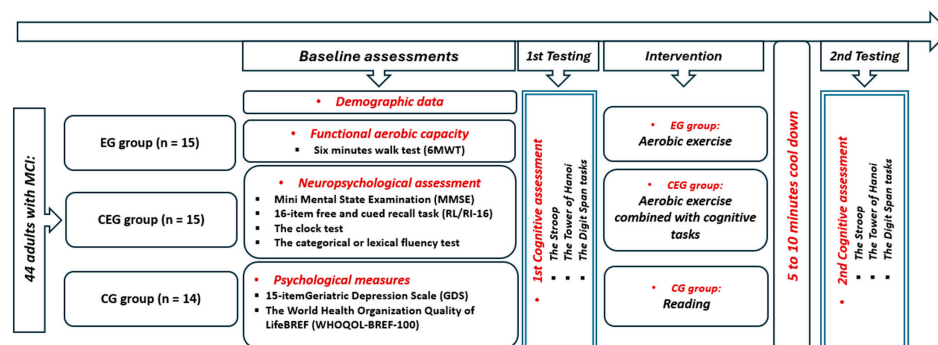 Baseline assessments
1st Testing
Intervention
2nd Testing
44 adults with MCI:
EG group (n = 15)
CEG group (n = 15)
CG group (n = 14)
• Demographic data
• Functional aerobic capacity
▪ Six minutes walk test (6MWT)
• Neuropsychological assessment
▪ Mini Mental State Examination (MMSE)
▪ 16-item free and cued recall task (RL/RI-16)
▪ The clock test
▪ The categorical or lexical fluency test
• Psychological measures
▪ 15-itemGeriatric Depression Scale (GDS)
▪ The World Health Organization Quality of
LifeBREF (WHOQOL-BREF-100)
• 1st Cognitive assessment
▪ The Stroop
▪ The Tower of Hanoi
▪ The Digit Span tasks
• EG group:
Aerobic exercise
• CEG group:
Aerobic exercise
combined with cognitive
tasks
• CG group:
Reading
5 to 10 minutes cool down
• 2nd Cognitive assessment
▪ The Stroop
▪ The Tower of Hanoi
▪ The Digit Span tasks